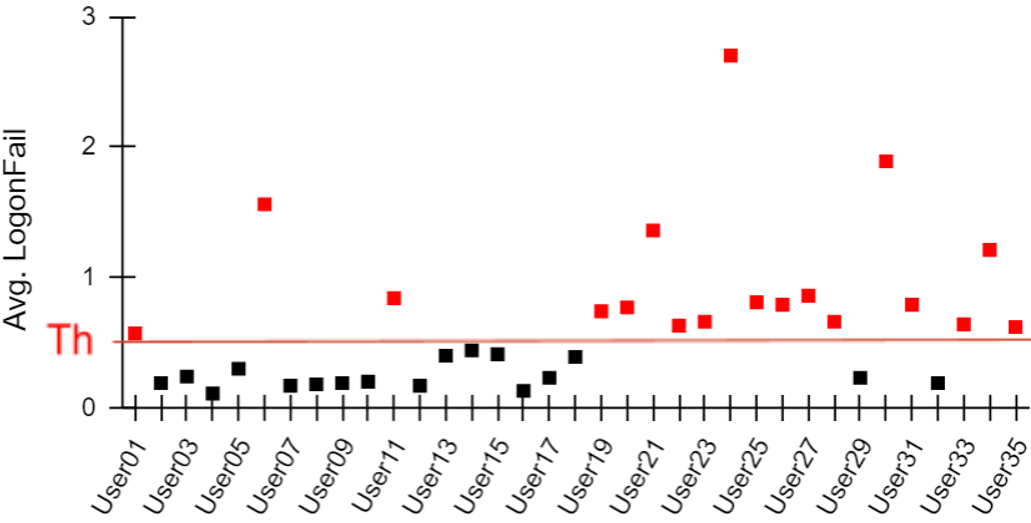 3
2
1
0
Avg. LogonFail
Th
User01
User03
User05
User07
User09
User11
User13
User15
User17
User19
User21
User23
User25
User27
User29
User31
User33
User35